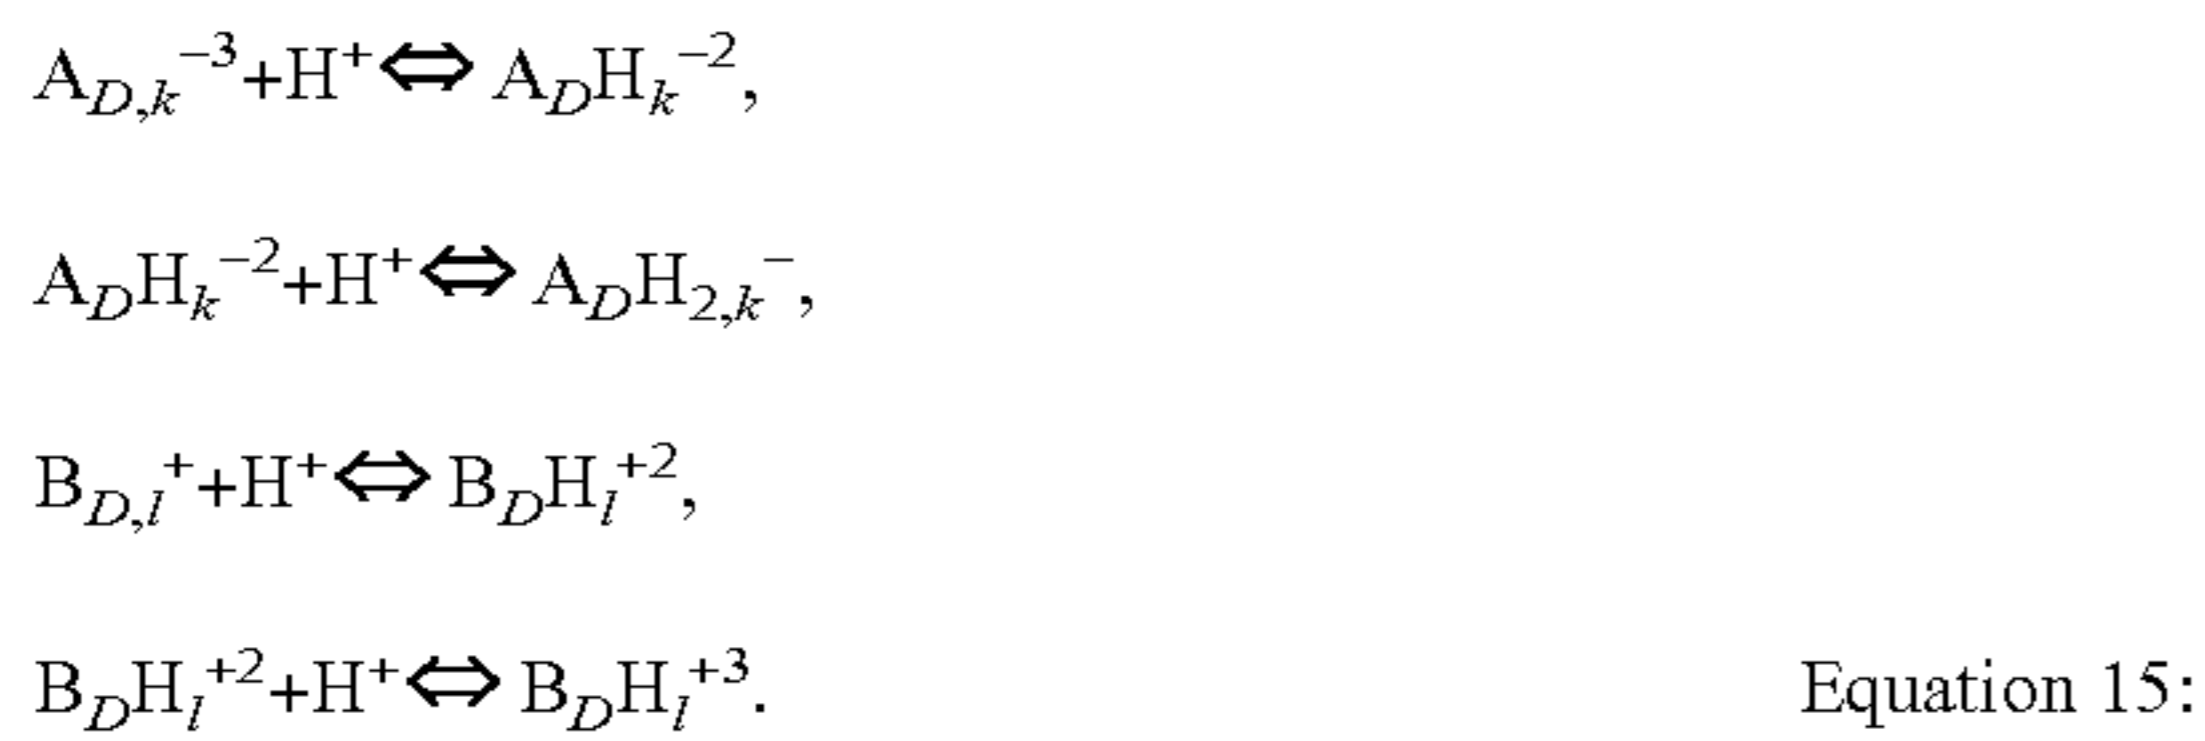 A_{D,k}^{−3}+H^{+}⇔A_{D}H_{k}^{−2},
A_{D}H_{k}^{−2}+H^{+}⇔A_{D}H_{2,k}^{−},
B_{D,l}^{+}+H^{+}⇔B_{D}H_{l}^{+2},
B_{D}H_{l}^{+2}+H^{+}⇔B_{D}H_{l}^{+3}. Equation 15: